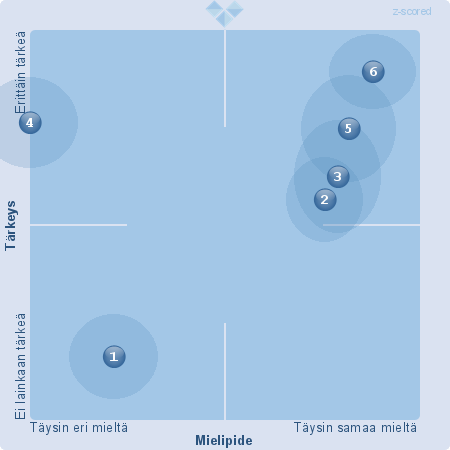 z-scored
Erittäin tärkeä
6
4
5
3
2
Tärkeys
Ei lainkaan tärkeä
1
Täysin eri mieltä
Täysin samaa mieltä
Mielipide